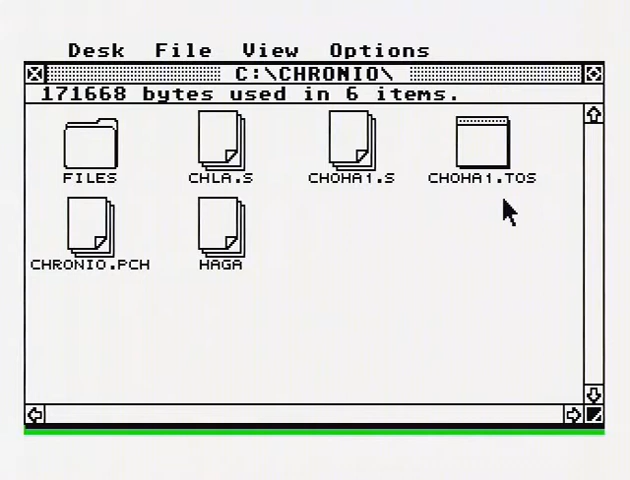 Desk File View Options
C:\CHRONIO\
171668 bytes used in 6 items.
FILES CHLA.S CHOHA1.S CHOHA1.TOS
CHRONIO.PCH HAGA